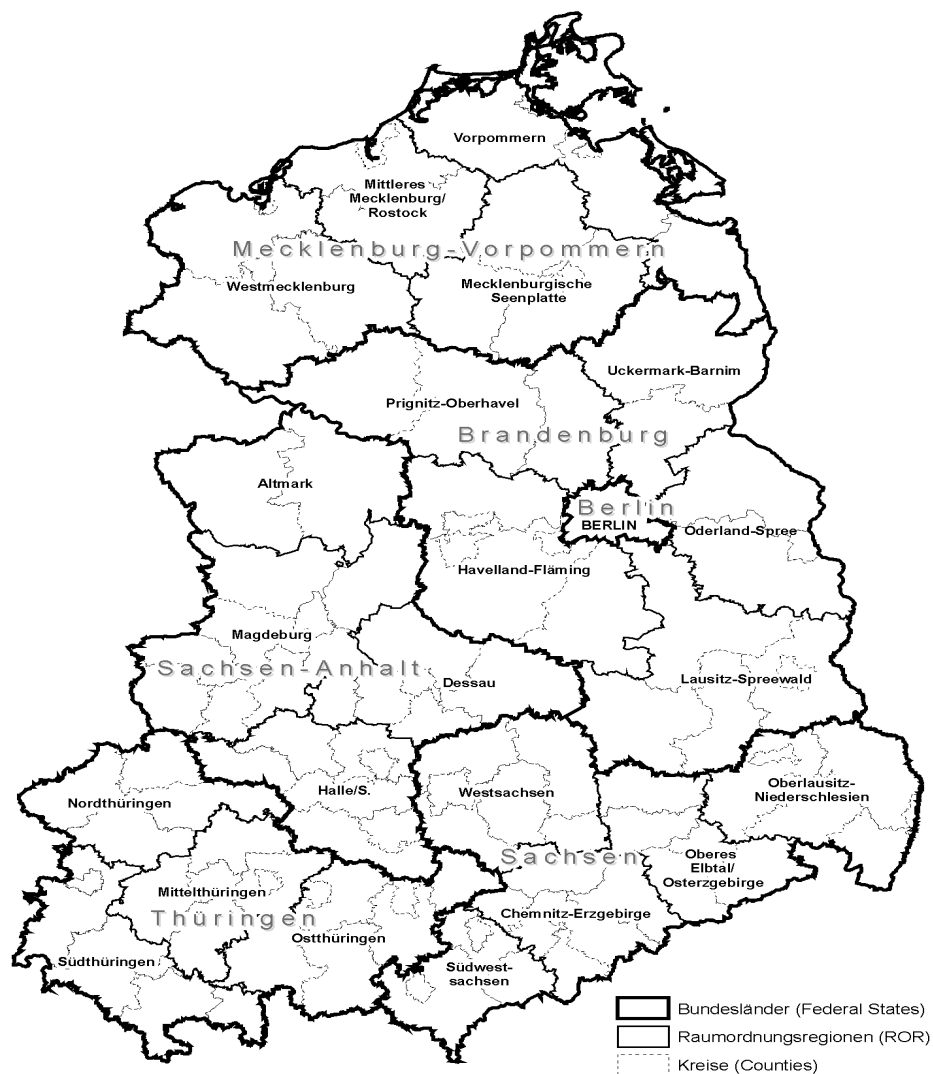 Vorpommern
Mittleres
Mecklenburg/
Rostock
Mecklenburg-Vorpommern
Westmecklenburg
Mecklenburgische
Seenplatte
Uckermark-Barnim
Prignitz-Oberhavel
Brandenburg
Altmark
Berlin
BERLIN
Oderland-Spree
Havelland-Fläming
Magdeburg
Sachsen-Anhalt
Dessau
Lausitz-Spreewald
Nordthüringen
Halle/S.
Westsachsen
Oberlausitz-
Niederschlesien
Sachsen
Oberes
Elbtal/
Osterzgebirge
Mittelthüringen
Thüringen
Chemnitz-Erzgebirge
Ostthüringen
Südthüringen
Südwest-
sachsen
Bundesländer (Federal States)
Raumordnungsregionen (ROR)
Kreise (Counties)